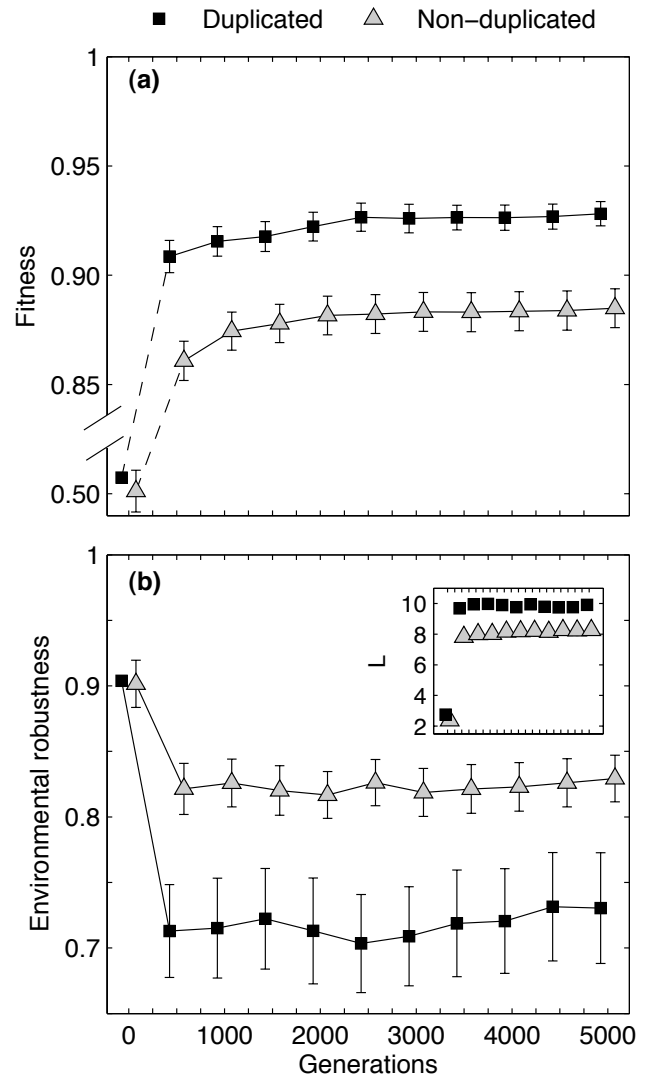 Duplicated Non−duplicated
(a)
1
0.95
0.90
0.85
0.50
Fitness
(b)
1
0.9
0.8
0.7
Environmental robustness
10
8
6
4
2
L
0 1000 2000 3000 4000 5000
Generations